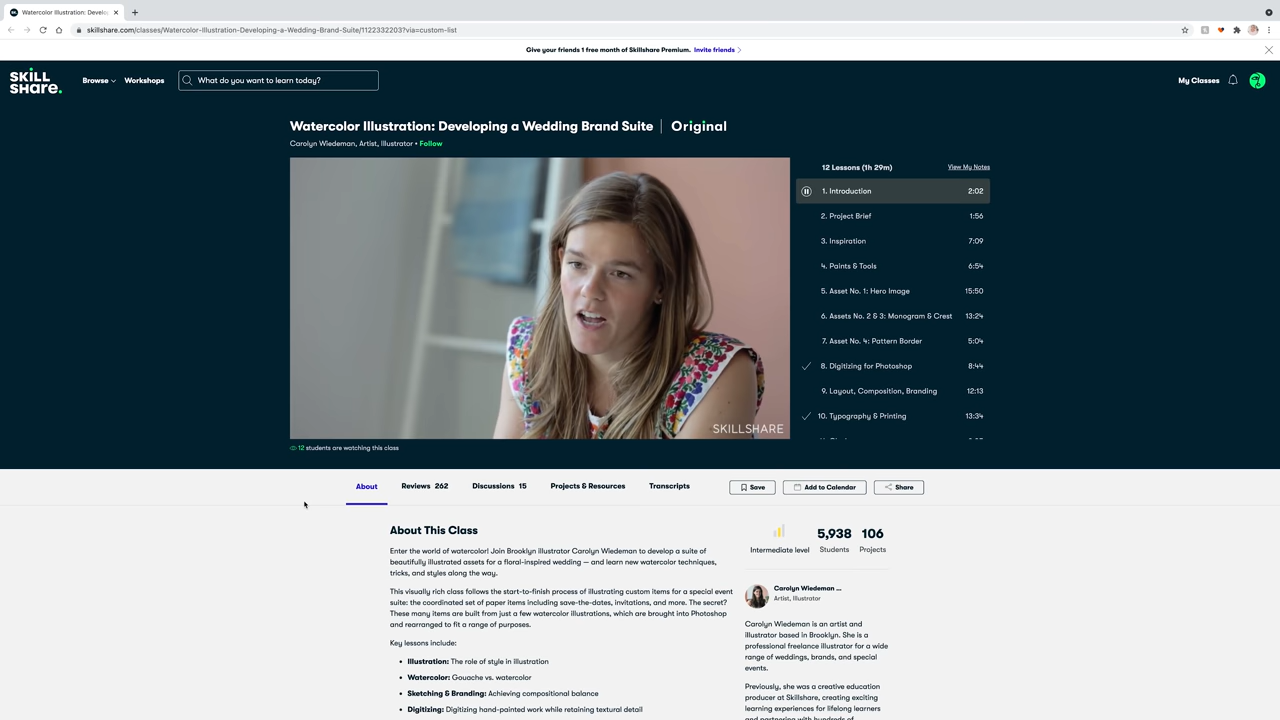 Watercolor Illustration: Develo
skillshare.com/classes/Watercolor-Illustration-Developing-a-Wedding-Brand-Suite/1122332203?via=custom-list
Give your friends 1 free month of Skillshare Premium. Invite friends
SKILL
SHARE.
Browse
Workshops
What do you want to learn today?
My Classes
Watercolor Illustration: Developing a Wedding Brand Suite | Original
Carolyn Wiedeman, Artist, Illustrator • Follow
SKILLSHARE
12 students are watching this class
12 Lessons (1h 29m) View My Notes
1. Introduction 2:02
2. Project Brief 1:56
3. Inspiration 7:09
4. Paints & Tools 6:54
5. Asset No. 1: Hero Image 15:50
6. Assets No. 2 & 3: Monogram & Crest 13:24
7. Asset No. 4: Pattern Border 5:04
8. Digitizing for Photoshop 8:44
9. Layout, Composition, Branding 12:13
10. Typography & Printing 13:34
About Reviews 262 Discussions 15 Projects & Resources Transcripts
Save Add to Calendar Share
About This Class
Enter the world of watercolor! Join Brooklyn illustrator Carolyn Wiedeman to develop a suite of
beautifully illustrated assets for a floral-inspired wedding — and learn new watercolor techniques,
tricks, and styles along the way.
This visually rich class follows the start-to-finish process of illustrating custom items for a special event
suite: the coordinated set of paper items including save-the-dates, invitations, and more. The secret?
These many items are built from just a few watercolor illustrations, which are brought into Photoshop
and rearranged to fit a range of purposes.
Key lessons include:
• Illustration: The role of style in illustration
• Watercolor: Gouache vs. watercolor
• Sketching & Branding: Achieving compositional balance
• Digitizing: Digitizing hand-painted work while retaining textural detail
Intermediate level
5,938
Students
106
Projects
Carolyn Wiedeman ...
Artist, Illustrator
Carolyn Wiedeman is an artist and
illustrator based in Brooklyn. She is a
professional freelance illustrator for a wide
range of weddings, brands, and special
events.
Previously, she was a creative education
producer at Skillshare, creating exciting
learning experiences for lifelong learners
and partnering with hundreds of